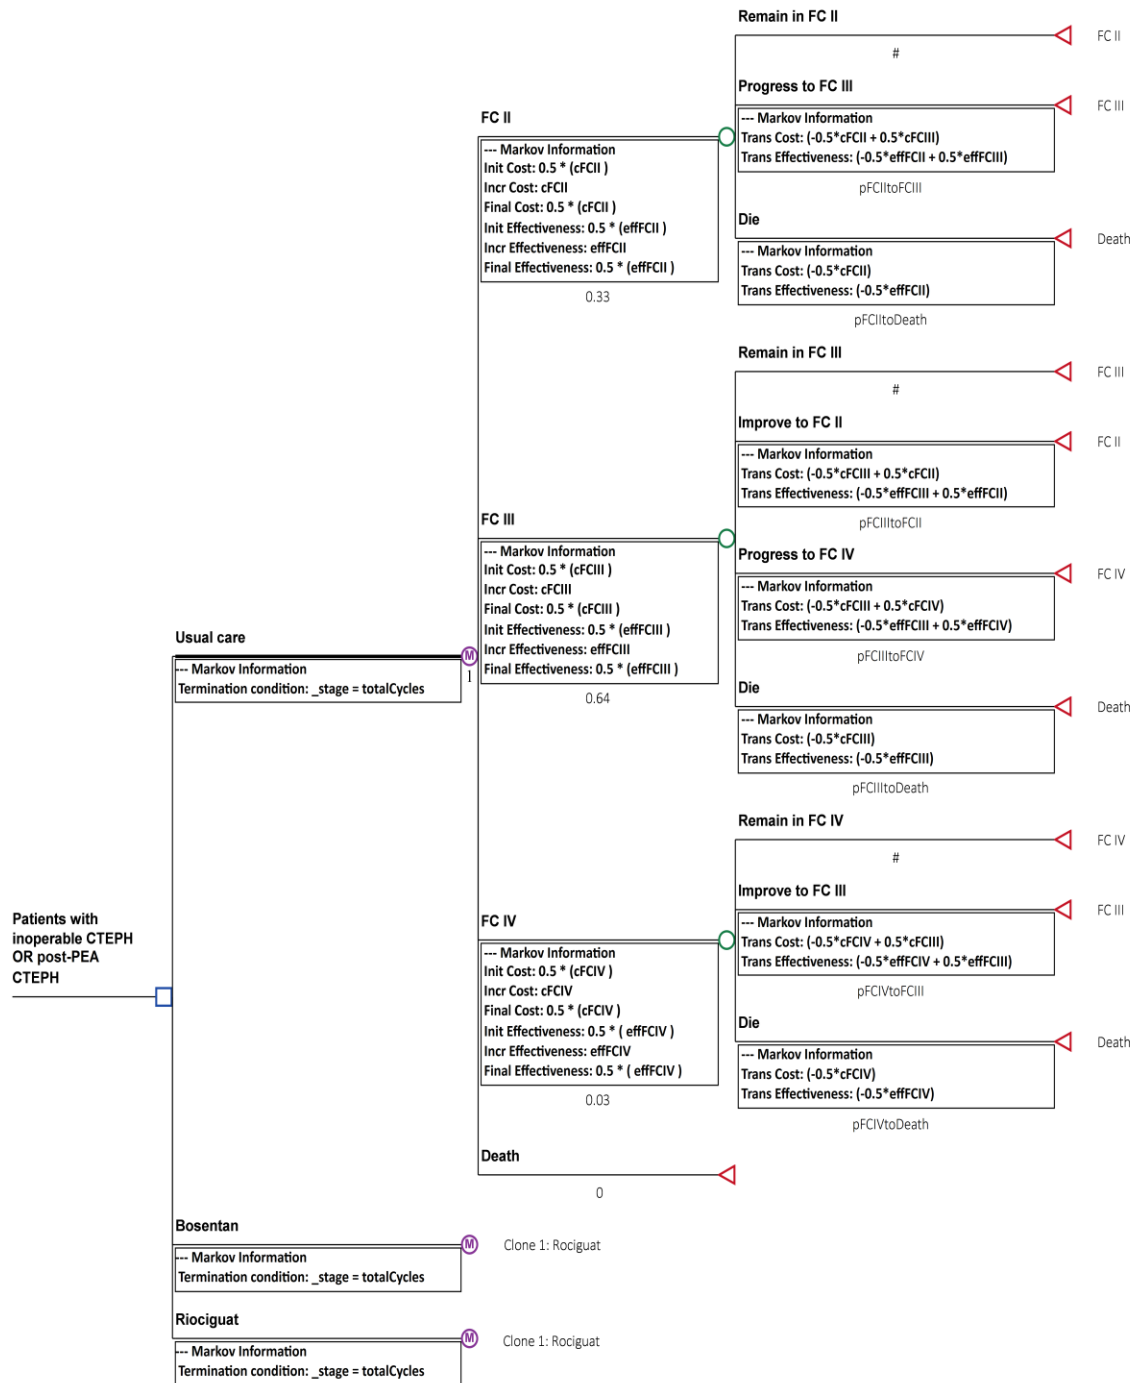 Patients with
inoperable CTEPH
OR post-PEA
CTEPH
Usual care
--- Markov Information
Termination condition: _stage = totalCycles
M
1
FC II
--- Markov Information
Init Cost: 0.5 * (cFCII )
Incr Cost: cFCII
Final Cost: 0.5 * (cFCII )
Init Effectiveness: 0.5 * (effFCII )
Incr Effectiveness: effFCII
Final Effectiveness: 0.5 * (effFCII )
0.33
Remain in FC II
#
FC II
Progress to FC III
--- Markov Information
Trans Cost: (-0.5*cFCII + 0.5*cFCIII)
Trans Effectiveness: (-0.5*effFCII + 0.5*effFCIII)
pFCIItoFCIII
FC III
Die
--- Markov Information
Trans Cost: (-0.5*cFCII)
Trans Effectiveness: (-0.5*effFCII)
pFCIItoDeath
Death
FC III
--- Markov Information
Init Cost: 0.5 * (cFCIII )
Incr Cost: cFCIII
Final Cost: 0.5 * (cFCIII )
Init Effectiveness: 0.5 * (effFCIII )
Incr Effectiveness: effFCIII
Final Effectiveness: 0.5 * (effFCIII )
0.64
Remain in FC III
#
FC III
Improve to FC II
--- Markov Information
Trans Cost: (-0.5*cFCIII + 0.5*cFCII)
Trans Effectiveness: (-0.5*effFCIII + 0.5*effFCII)
pFCIIItoFCII
FC II
Progress to FC IV
--- Markov Information
Trans Cost: (-0.5*cFCIII + 0.5*cFCIV)
Trans Effectiveness: (-0.5*effFCIII + 0.5*effFCIV)
pFCIIItoFCIV
FC IV
Die
--- Markov Information
Trans Cost: (-0.5*cFCIII)
Trans Effectiveness: (-0.5*effFCIII)
pFCIIItoDeath
Death
FC IV
--- Markov Information
Init Cost: 0.5 * (cFCIV )
Incr Cost: cFCIV
Final Cost: 0.5 * (cFCIV )
Init Effectiveness: 0.5 * ( effFCIV )
Incr Effectiveness: effFCIV
Final Effectiveness: 0.5 * ( effFCIV )
0.03
Remain in FC IV
#
FC IV
Improve to FC III
--- Markov Information
Trans Cost: (-0.5*cFCIV + 0.5*cFCIII)
Trans Effectiveness: (-0.5*effFCIV + 0.5*effFCIII)
pFCIVtoFCIII
FC III
Die
--- Markov Information
Trans Cost: (-0.5*cFCIV)
Trans Effectiveness: (-0.5*effFCIV)
pFCIVtoDeath
Death
Death
0
Bosentan
--- Markov Information
Termination condition: _stage = totalCycles
M
Clone 1: Rociguat
Riociguat
--- Markov Information
Termination condition: _stage = totalCycles
M
Clone 1: Rociguat